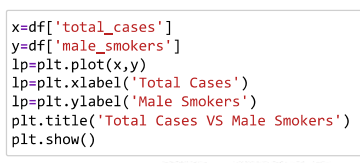 x=df['total_cases']
y=df['male_smokers']
lp=plt.plot(x,y)
lp=plt.xlabel('Total Cases')
lp=plt.ylabel('Male Smokers')
plt.title('Total Cases VS Male Smokers')
plt.show()